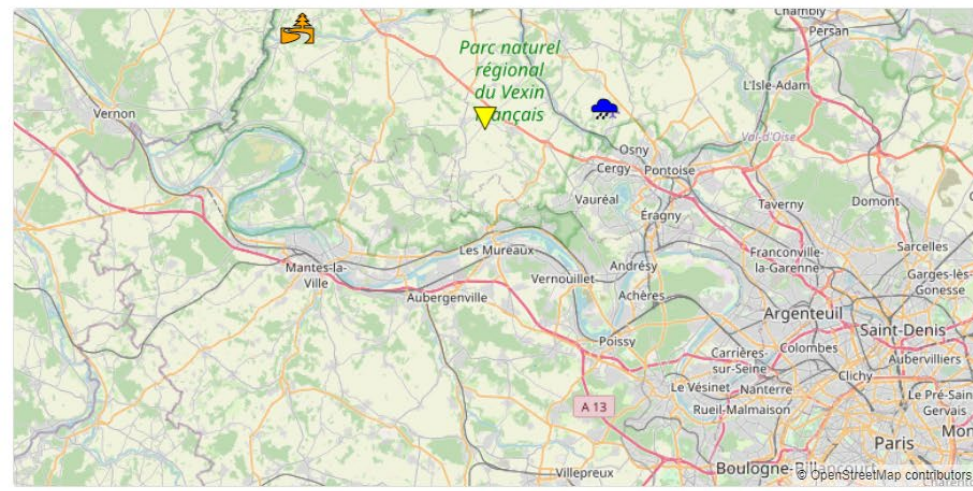 Chambly
Persan
Parc naturel
régional
du Vexin
français
L'Isle-Adam
Vernon
Val-d'Oise
Osny
Cergy
Pontoise
Vauréal
Taverny
Domont
Éragny
Les Mureaux
Franconville-
la-Garenne
Sarcelles
Mantes-la-
Ville
Vernouillet
Andrésy
Garges-lès-
Gonesse
Aubergenville
Achères
Argenteuil
Saint-Denis
Poissy
Colombes
Carrières-
sur-Seine
Aubervilliers
Clichy
Le Vésinet
Nanterre
Le Pré-Sain
Gervais
A 13
Rueil-Malmaison
Paris
Mon
Villepreux
Boulogne-Billancourt
© OpenStreetMap contributors